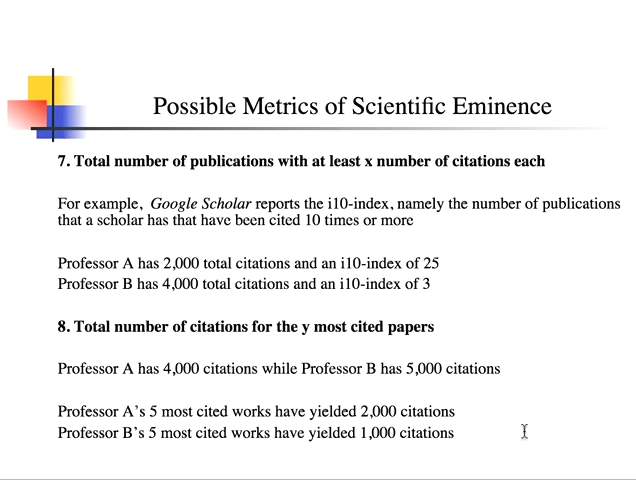 Possible Metrics of Scientific Eminence
7. Total number of publications with at least x number of citations each
For example, Google Scholar reports the i10-index, namely the number of publications
that a scholar has that have been cited 10 times or more
Professor A has 2,000 total citations and an i10-index of 25
Professor B has 4,000 total citations and an i10-index of 3
8. Total number of citations for the y most cited papers
Professor A has 4,000 citations while Professor B has 5,000 citations
Professor A's 5 most cited works have yielded 2,000 citations
Professor B's 5 most cited works have yielded 1,000 citations